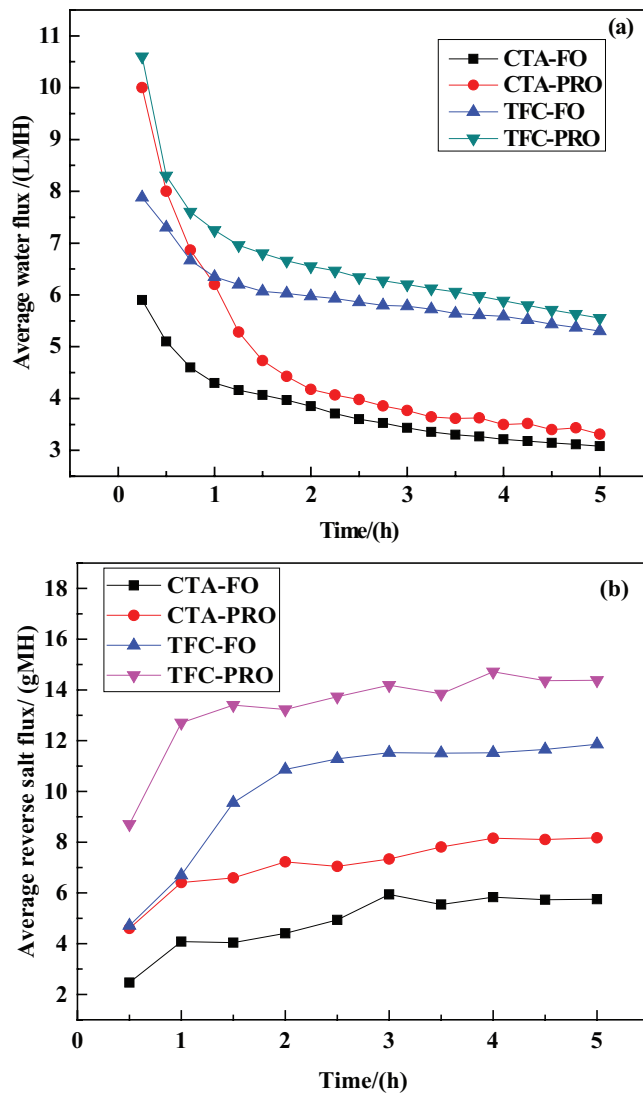 (a)
CTA-FO
CTA-PRO
TFC-FO
TFC-PRO
Average water flux /(LMH)
11
10
9
8
7
6
5
4
3
0 1 2 3 4 5
Time/(h)
(b)
CTA-FO
CTA-PRO
TFC-FO
TFC-PRO
Average reverse salt flux/ (gMH)
18
16
14
12
10
8
6
4
2
0 1 2 3 4 5
Time/(h)